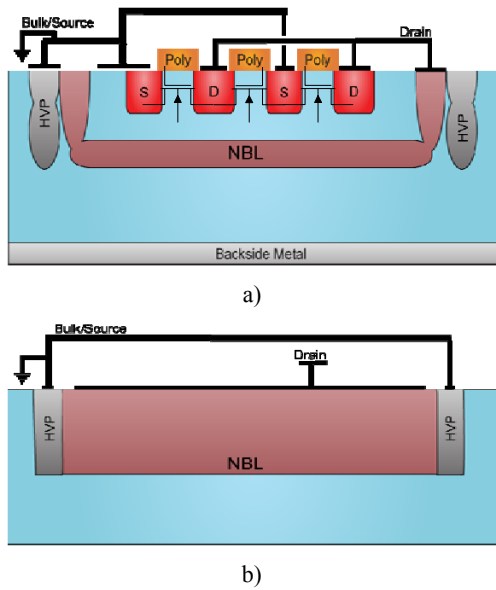 Bulk/Source
Drain
Poly Poly Poly
S D S D
HVP HVP
NBL
Backside Metal
a)
Bulk/Source
Drain
HVP HVP
NBL
b)